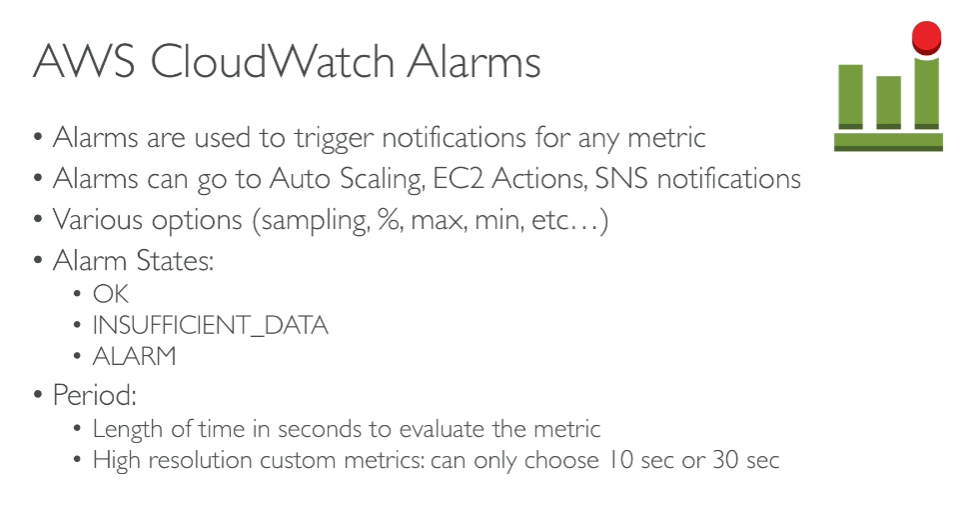 AWS CloudWatch Alarms
• Alarms are used to trigger notifications for any metric
• Alarms can go to Auto Scaling, EC2 Actions, SNS notifications
• Various options (sampling, %, max, min, etc…)
• Alarm States:
• OK
• INSUFFICIENT_DATA
• ALARM
• Period:
• Length of time in seconds to evaluate the metric
• High resolution custom metrics: can only choose 10 sec or 30 sec